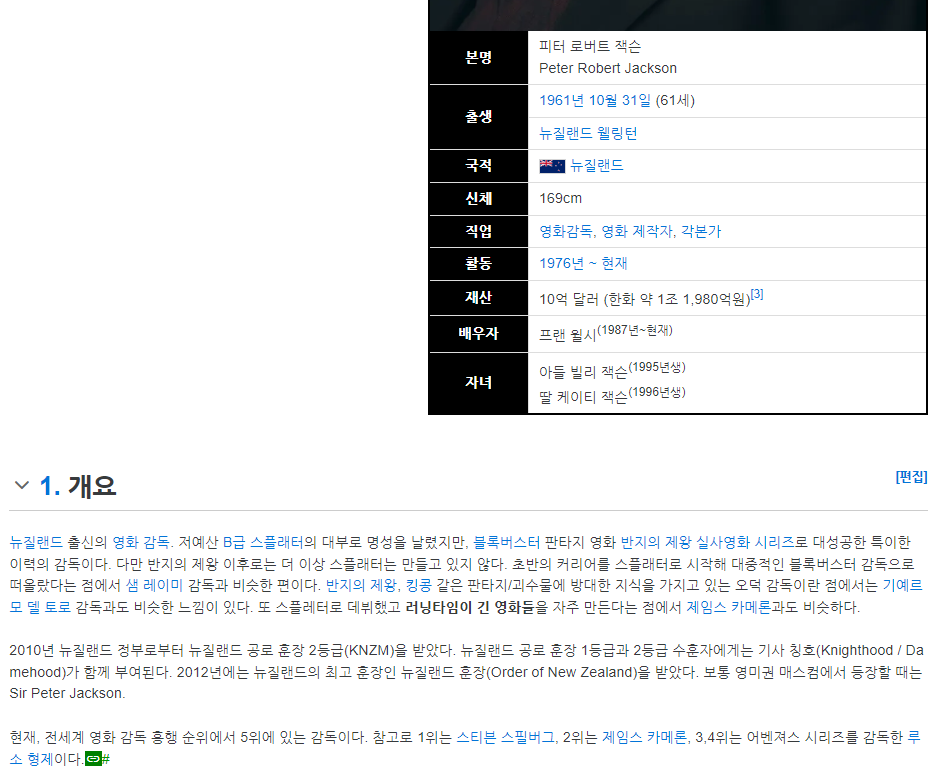 본명
피터 로버트 잭슨
Peter Robert Jackson
출생
1961년 10월 31일 (61세)
뉴질랜드 웰링턴
국적
뉴질랜드
신체
169cm
직업
영화감독, 영화 제작자, 각본가
활동
1976년 ~ 현재
재산
10억 달러 (한화 약 1조 1,980억원)[3]
배우자
프랜 월시(1987년~현재)
자녀
아들 빌리 잭슨(1995년생)
딸 케이티 잭슨(1996년생)
1. 개요
[편집]
뉴질랜드 출신의 영화 감독. 저예산 B급 스플래터의 대부로 명성을 날렸지만, 블록버스터 판타지 영화 반지의 제왕 실사영화 시리즈로 대성공한 특이한
이력의 감독이다. 다만 반지의 제왕 이후로는 더 이상 스플래터는 만들고 있지 않다. 초반의 커리어를 스플래터로 시작해 대중적인 블록버스터 감독으로
떠올랐다는 점에서 샘 레이미 감독과 비슷한 편이다. 반지의 제왕, 킹콩 같은 판타지/괴수물에 방대한 지식을 가지고 있는 오덕 감독이란 점에서는 기예르
모 델 토로 감독과도 비슷한 느낌이 있다. 또 스플레터로 데뷔했고 러닝타임이 긴 영화들을 자주 만든다는 점에서 제임스 카메론과도 비슷하다.
2010년 뉴질랜드 정부로부터 뉴질랜드 공로 훈장 2등급(KNZM)을 받았다. 뉴질랜드 공로 훈장 1등급과 2등급 수훈자에게는 기사 칭호(Knighthood / Da
mehood)가 함께 부여된다. 2012년에는 뉴질랜드의 최고 훈장인 뉴질랜드 훈장(Order of New Zealand)을 받았다. 보통 영미권 매스컴에서 등장할 때는
Sir Peter Jackson.
현재, 전세계 영화 감독 흥행 순위에서 5위에 있는 감독이다. 참고로 1위는 스티븐 스필버그, 2위는 제임스 카메론, 3,4위는 어벤져스 시리즈를 감독한 루
소 형제이다.#